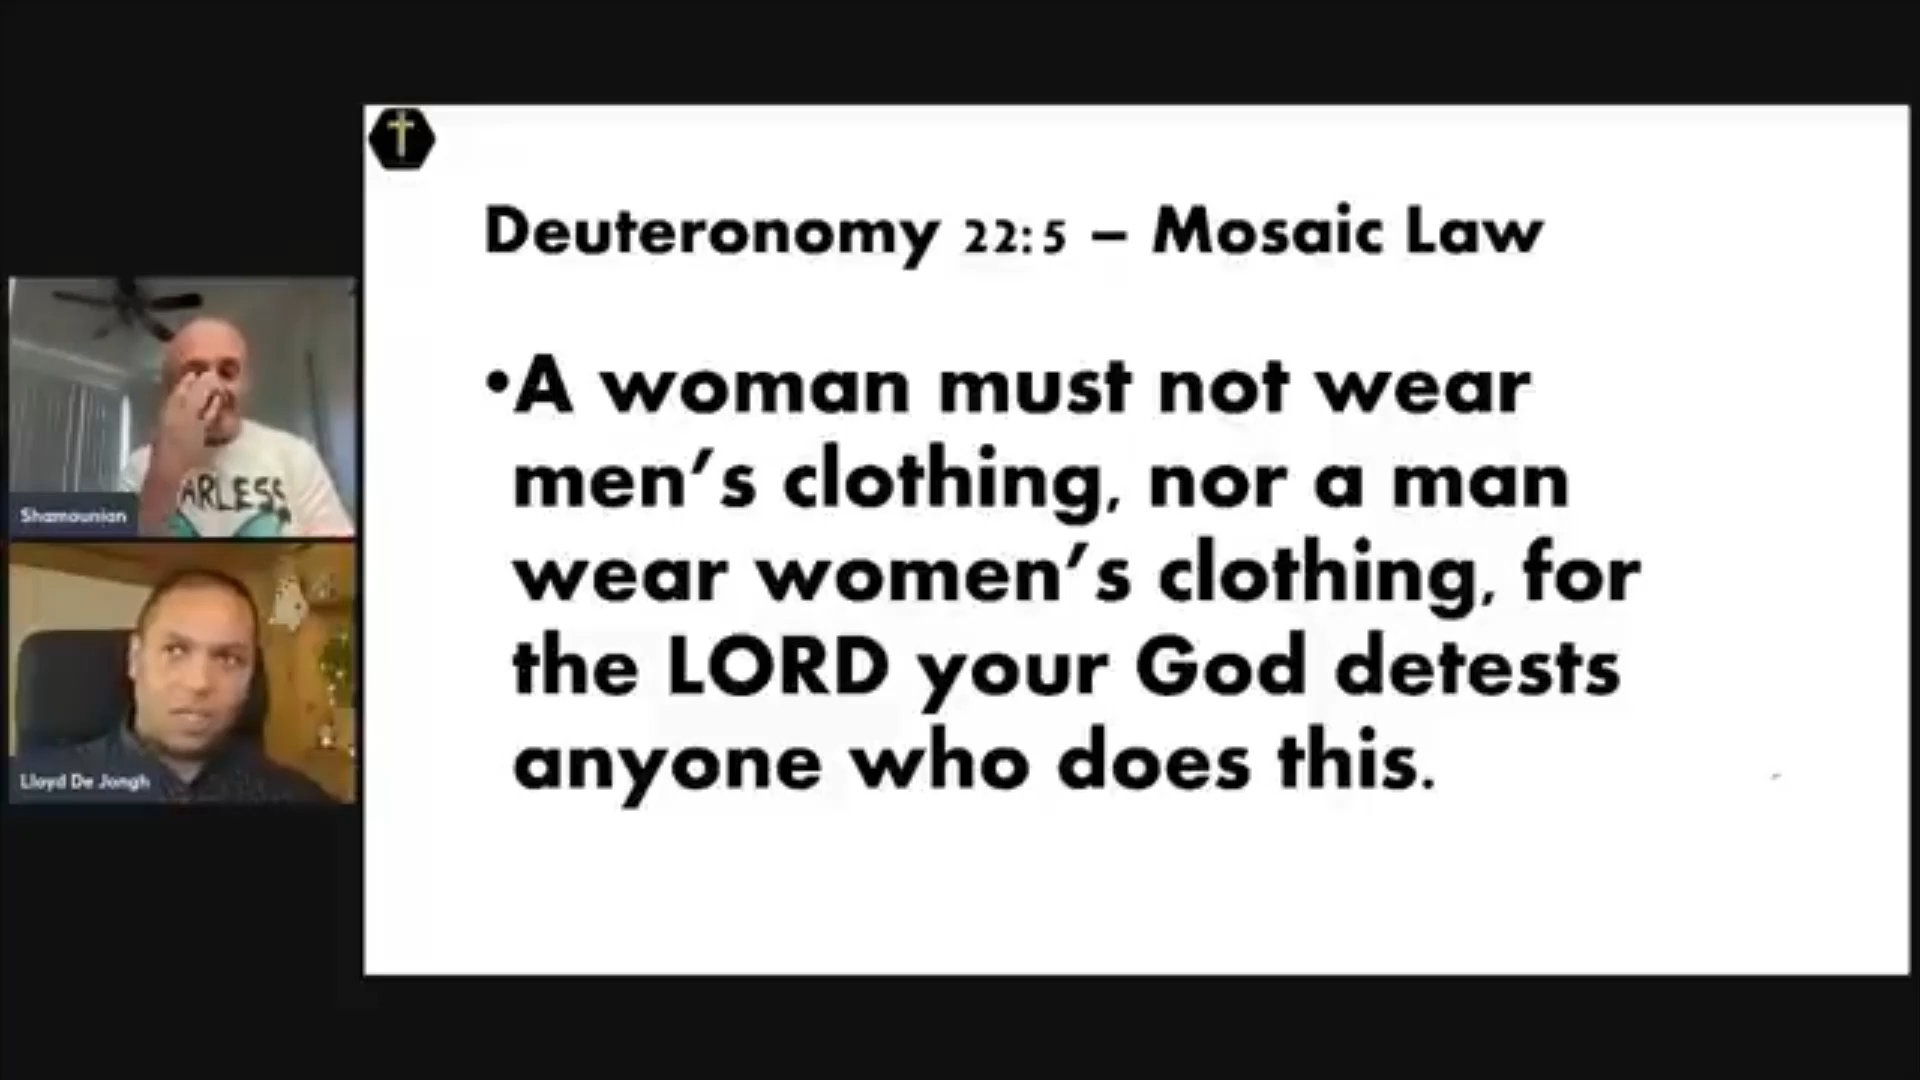 Deuteronomy 22:5 – Mosaic Law
•A woman must not wear
men's clothing, nor a man
wear women's clothing, for
the LORD your God detests
anyone who does this.
ARLESS
Shamounian
Lloyd De Jongh